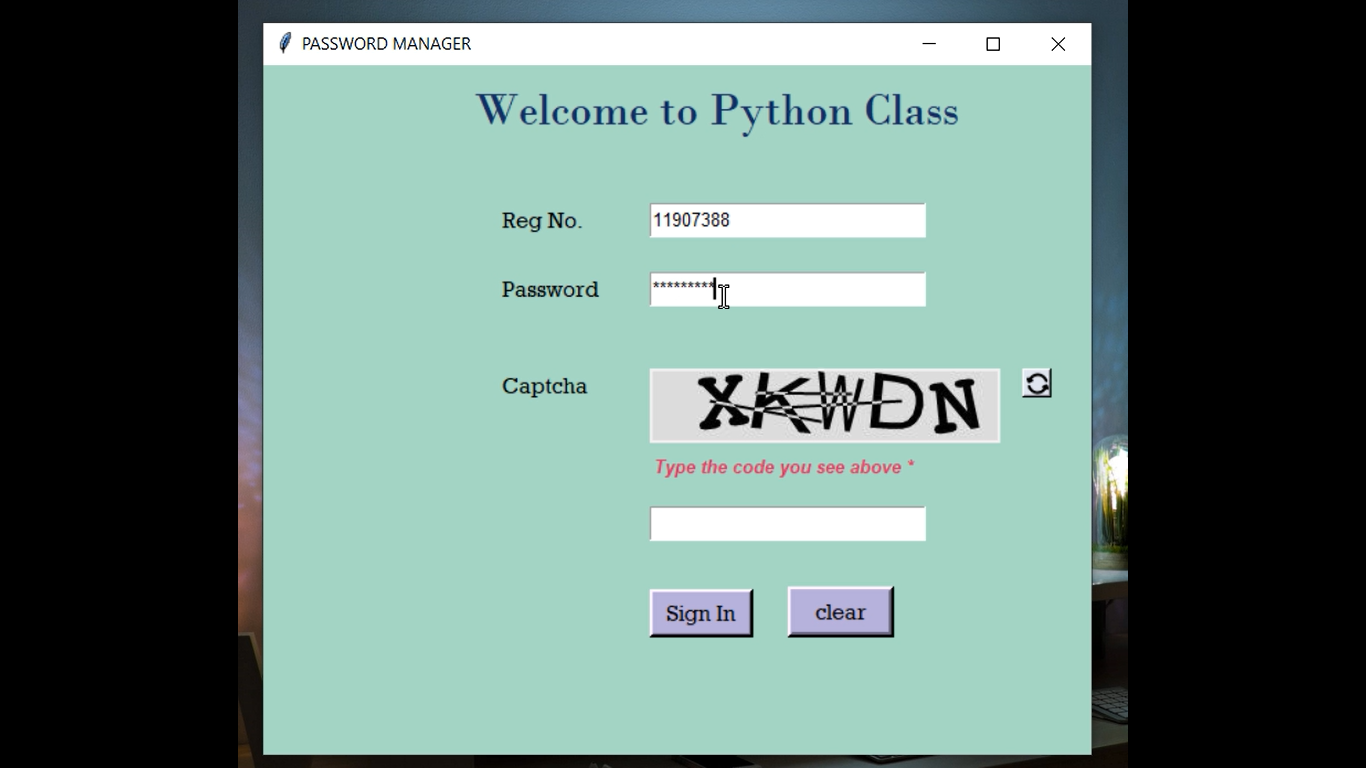 PASSWORD MANAGER
Welcome to Python Class
Reg No. 11907388
Password *********
Captcha XKWDN
Type the code you see above *
Sign In clear